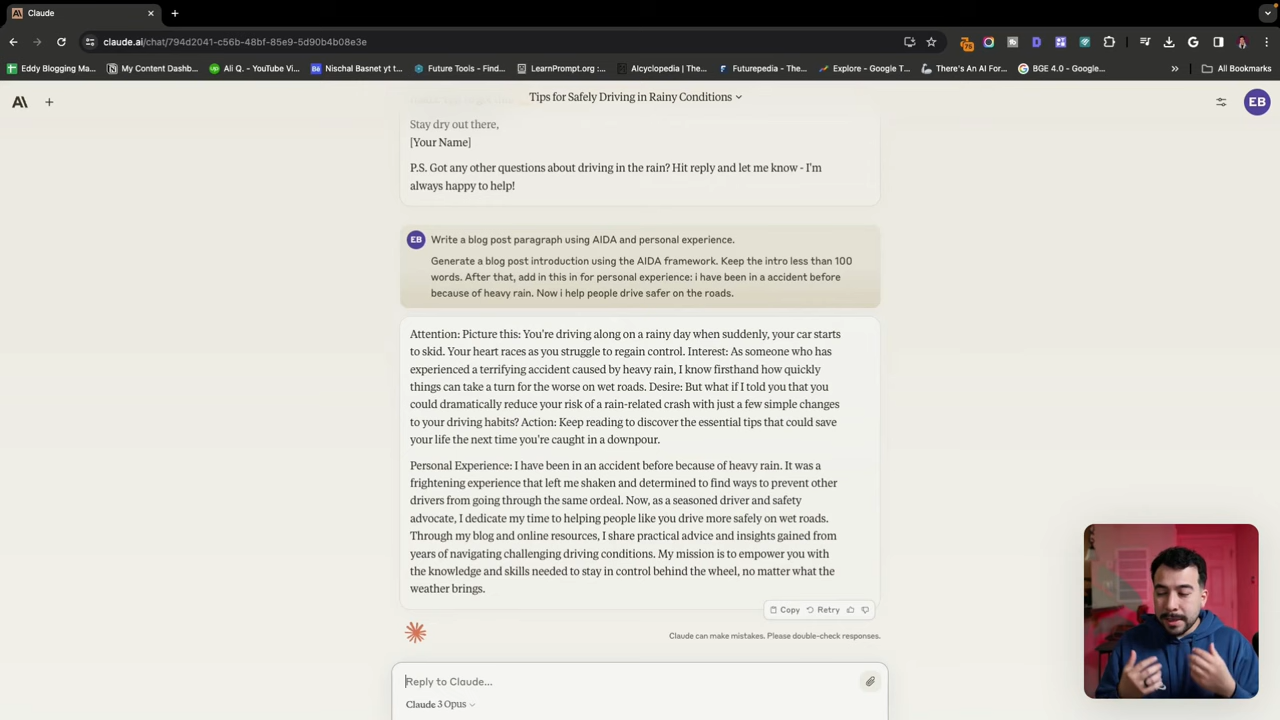 Claude
claude.ai/chat/794d2041-c56b-48bf-85e9-5d90b4b08e3e
78
Eddy Blogging Ma...
My Content Dashb...
Ali Q. - YouTube Vi...
Nischal Basnet yt t...
Future Tools - Find...
LearnPrompt.org :...
AIcyclopedia | The...
Futurepedia - The...
Explore - Google T...
There's An AI For...
BGE 4.0 - Google...
All Bookmarks
Tips for Safely Driving in Rainy Conditions
EB
Stay dry out there,
[Your Name]
P.S. Got any other questions about driving in the rain? Hit reply and let me know - I'm
always happy to help!
EB Write a blog post paragraph using AIDA and personal experience.
Generate a blog post introduction using the AIDA framework. Keep the intro less than 100
words. After that, add in this in for personal experience: i have been in a accident before
because of heavy rain. Now i help people drive safer on the roads.
Attention: Picture this: You're driving along on a rainy day when suddenly, your car starts
to skid. Your heart races as you struggle to regain control. Interest: As someone who has
experienced a terrifying accident caused by heavy rain, I know firsthand how quickly
things can take a turn for the worse on wet roads. Desire: But what if I told you that you
could dramatically reduce your risk of a rain-related crash with just a few simple changes
to your driving habits? Action: Keep reading to discover the essential tips that could save
your life the next time you're caught in a downpour.
Personal Experience: I have been in an accident before because of heavy rain. It was a
frightening experience that left me shaken and determined to find ways to prevent other
drivers from going through the same ordeal. Now, as a seasoned driver and safety
advocate, I dedicate my time to helping people like you drive more safely on wet roads.
Through my blog and online resources, I share practical advice and insights gained from
years of navigating challenging driving conditions. My mission is to empower you with
the knowledge and skills needed to stay in control behind the wheel, no matter what the
weather brings.
Copy Retry
Claude can make mistakes. Please double-check responses.
Reply to Claude...
Claude 3 Opus